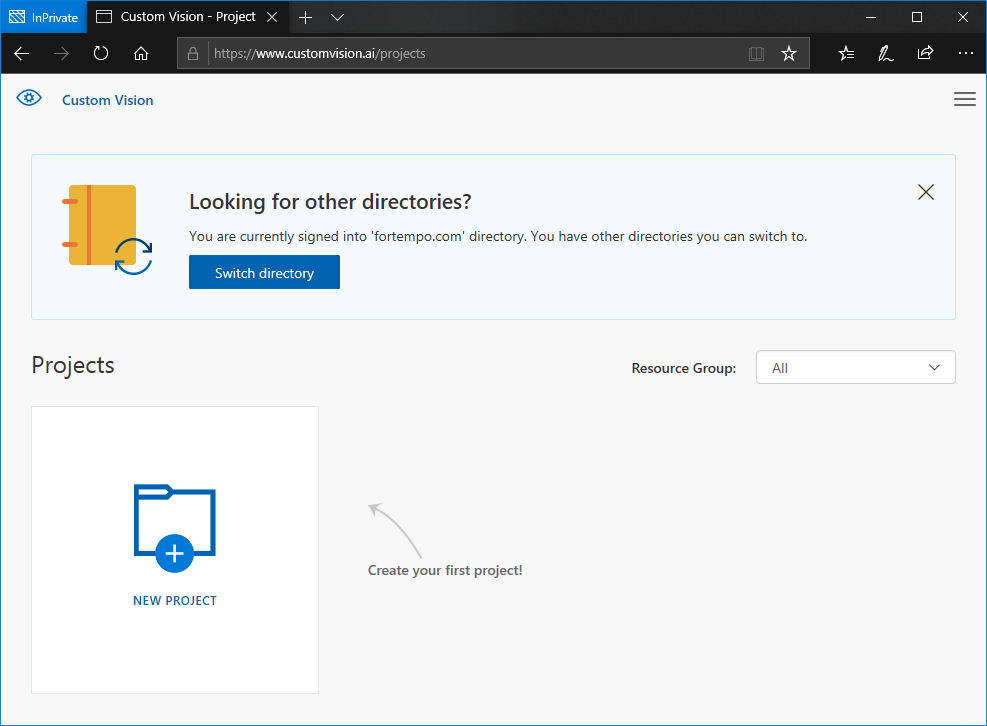 InPrivate
Custom Vision - Project
https://www.customvision.ai/projects
Custom Vision
Looking for other directories?
You are currently signed into 'fortempo.com' directory. You have other directories you can switch to.
Switch directory
Projects
Resource Group:
All
Create your first project!
NEW PROJECT